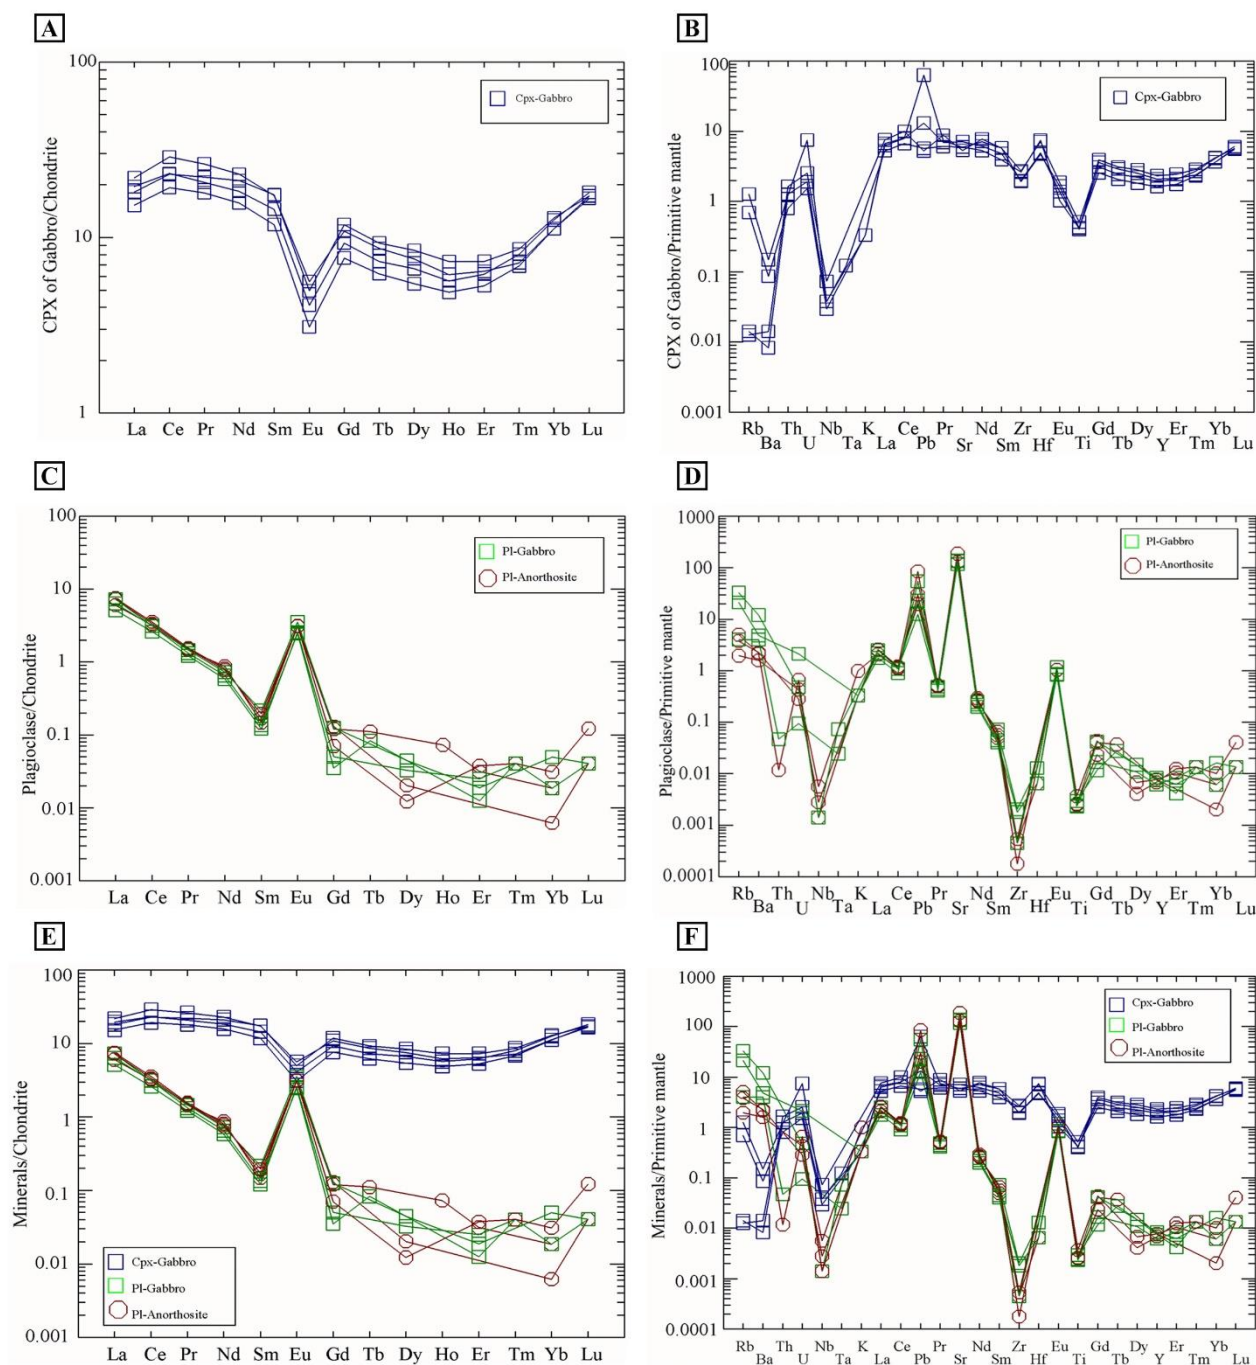 A
CPX of Gabbro/Chondrite
100
10
1
Cpx-Gabbro
La Ce Pr Nd Sm Eu Gd Tb Dy Ho Er Tm Yb Lu
B
CPX of Gabbro/Primitive mantle
100
10
1
0.1
0.01
0.001
Cpx-Gabbro
Rb Ba Th U Nb Ta K La Ce Pb Pr Sr Nd Sm Zr Hf Eu Ti Gd Tb Dy Y Er Tm Yb Lu
C
Plagioclase/Chondrite
100
10
1
0.1
0.01
0.001
Pl-Gabbro
Pl-Anorthosite
La Ce Pr Nd Sm Eu Gd Tb Dy Ho Er Tm Yb Lu
D
Plagioclase/Primitive mantle
1000
100
10
1
0.1
0.01
0.001
0.0001
Pl-Gabbro
Pl-Anorthosite
Rb Ba Th U Nb Ta K La Ce Pb Pr Sr Nd Sm Zr Hf Eu Ti Gd Tb Dy Y Er Tm Yb Lu
E
Minerals/Chondrite
100
10
1
0.1
0.01
0.001
Cpx-Gabbro
Pl-Gabbro
Pl-Anorthosite
La Ce Pr Nd Sm Eu Gd Tb Dy Ho Er Tm Yb Lu
F
Minerals/Primitive mantle
1000
100
10
1
0.1
0.01
0.001
0.0001
Cpx-Gabbro
Pl-Gabbro
Pl-Anorthosite
Rb Ba Th U Nb Ta K La Ce Pb Pr Sr Nd Sm Zr Hf Eu Ti Gd Tb Dy Y Er Tm Yb Lu